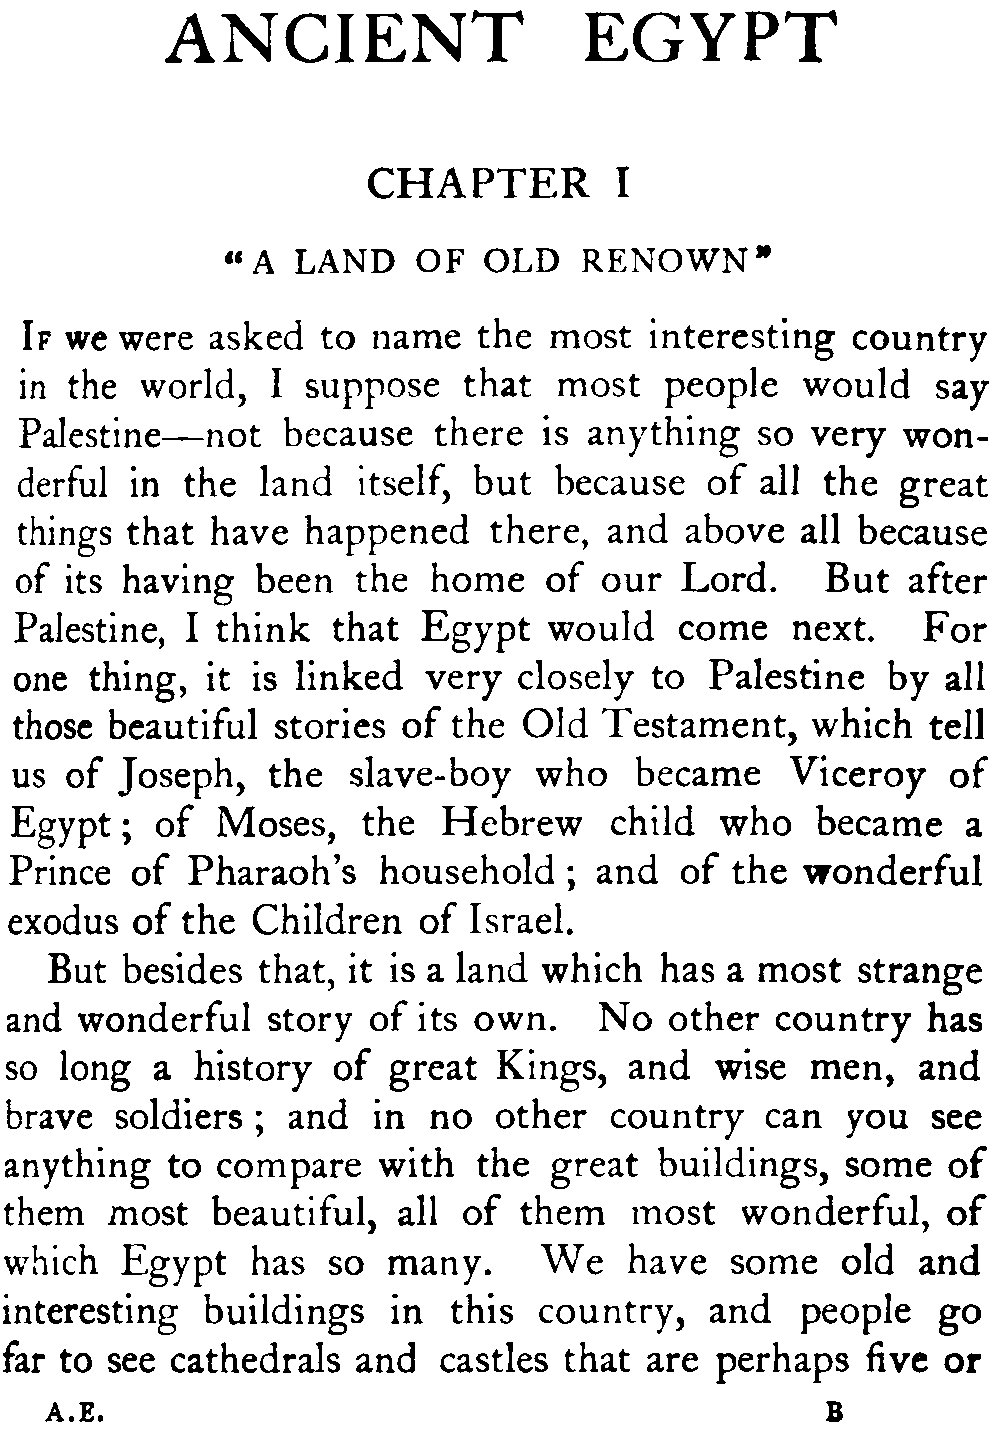 ANCIENT EGYPT
CHAPTER I
“A LAND OF OLD RENOWN”
IF we were asked to name the most interesting country
in the world, I suppose that most people would say
Palestine—not because there is anything so very won-
derful in the land itself, but because of all the great
things that have happened there, and above all because
of its having been the home of our Lord. But after
Palestine, I think that Egypt would come next. For
one thing, it is linked very closely to Palestine by all
those beautiful stories of the Old Testament, which tell
us of Joseph, the slave-boy who became Viceroy of
Egypt; of Moses, the Hebrew child who became a
Prince of Pharaoh's household; and of the wonderful
exodus of the Children of Israel.
But besides that, it is a land which has a most strange
and wonderful story of its own. No other country has
so long a history of great Kings, and wise men, and
brave soldiers; and in no other country can you see
anything to compare with the great buildings, some of
them most beautiful, all of them most wonderful, of
which Egypt has so many. We have some old and
interesting buildings in this country, and people go
far to see cathedrals and castles that are perhaps five or
A.E. B